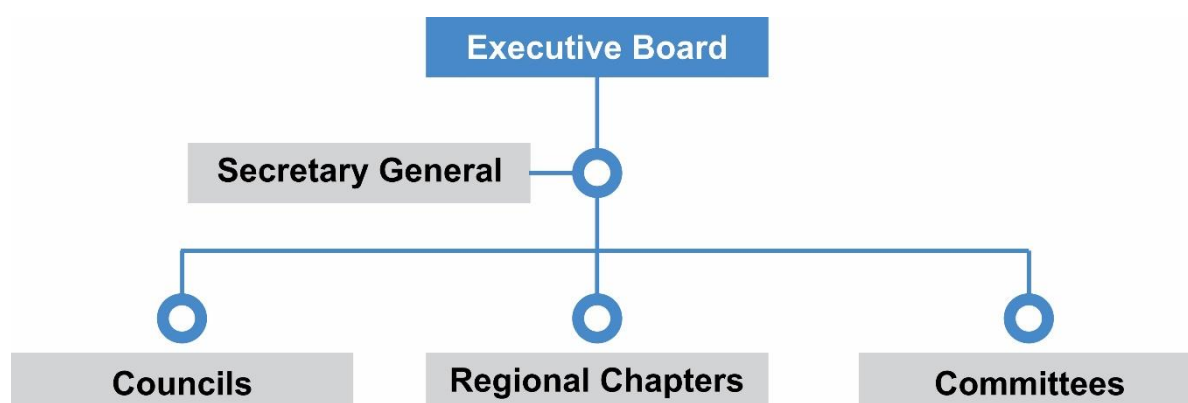 Executive Board
Secretary General
Councils
Regional Chapters
Committees